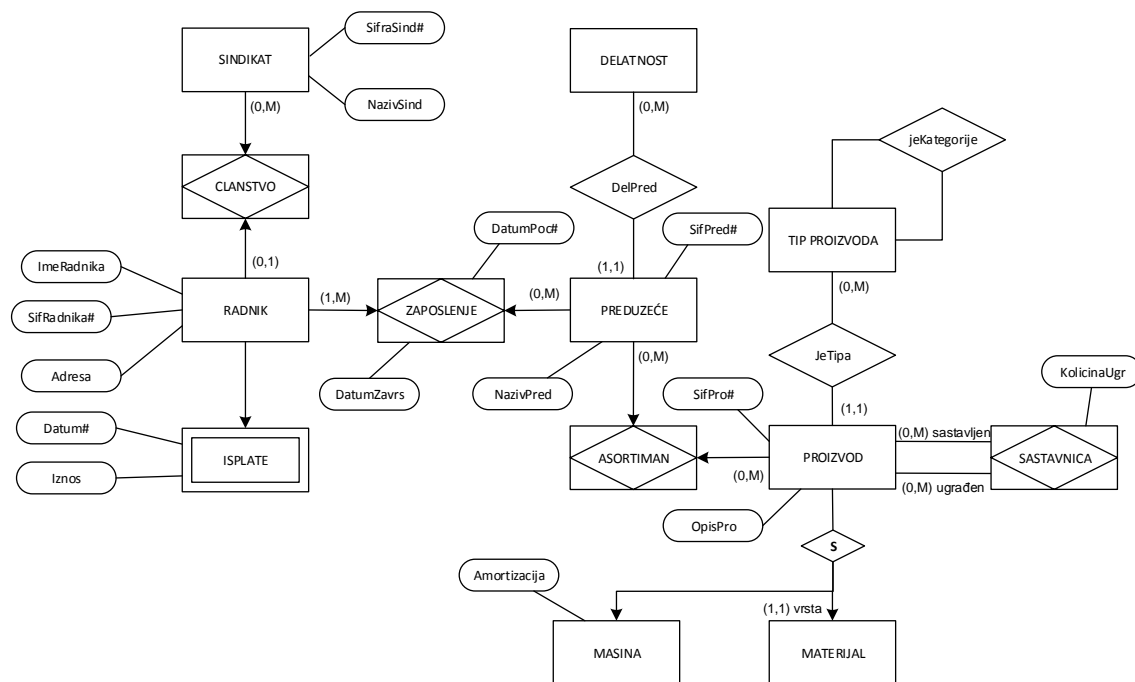 SifraSind#
SINDIKAT
DELATNOST
NazivSind
(0,M)
(0,M)
jeKategorije
CLANSTVO
DelPred
DatumPoc#
SifPred#
TIP PROIZVODA
ImeRadnika
(0,1)
(1,1)
(0,M)
SifRadnika#
RADNIK
(1,M)
ZAPOSLENJE
(0,M)
PREDUZEĆE
JeTipa
Adresa
(0,M)
KolicinaUgr
DatumZavrs
NazivPred
SifPro#
(1,1)
Datum#
(0,M) sastavljen
ISPLATE
ASORTIMAN
PROIZVOD
SASTAVNICA
Iznos
(0,M)
(0,M) ugrađen
OpisPro
S
Amortizacija
(1,1) vrsta
MASINA
MATERIJAL